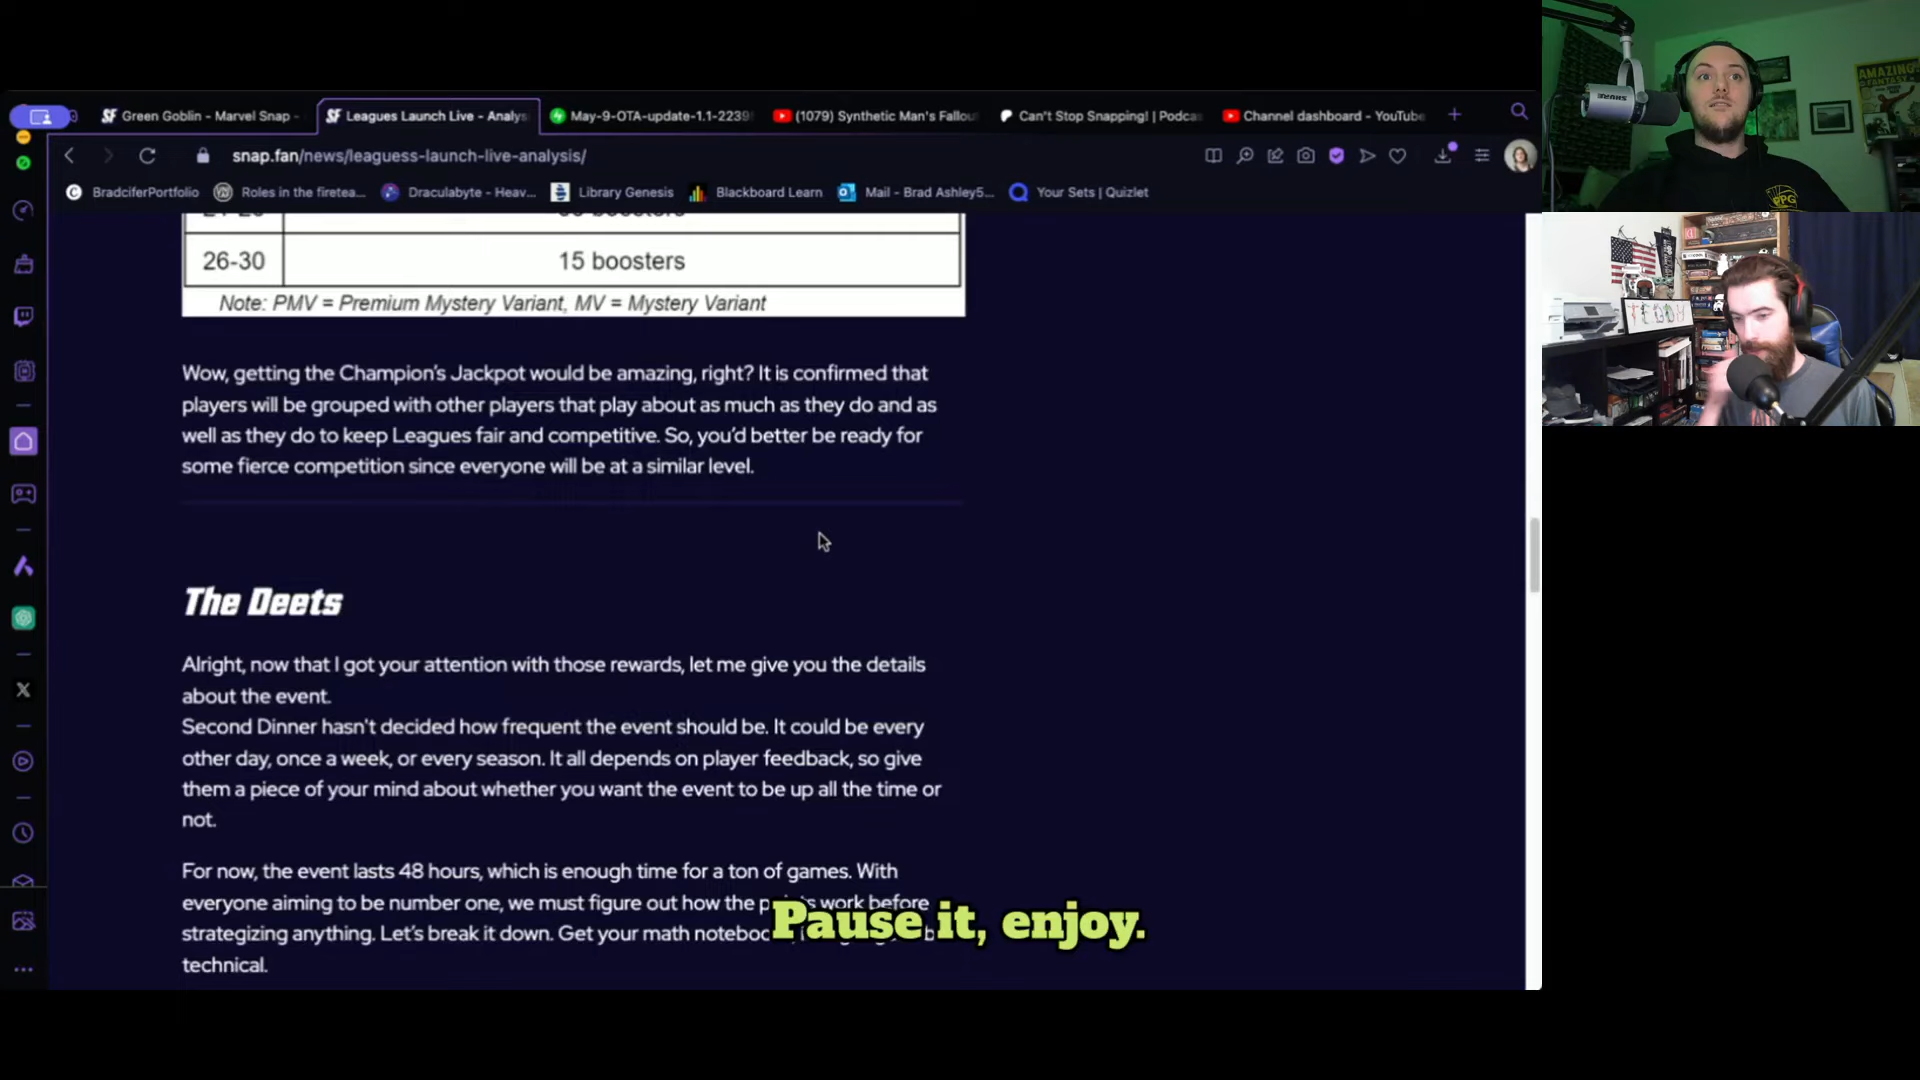 Green Goblin - Marvel Snap -
Leagues Launch Live - Analys
May-9-OTA-update-1.1-2239
(1079) Synthetic Man's Fallou
Can't Stop Snapping! | Podca
Channel dashboard - YouTube
snap.fan/news/leaguess-launch-live-analysis/
BradciferPortfolio
Roles in the firetea...
Draculabyte - Heav...
Library Genesis
Blackboard Learn
Mail - Brad Ashley5...
Your Sets | Quizlet
26-30 15 boosters
Note: PMV = Premium Mystery Variant, MV = Mystery Variant
Wow, getting the Champion's Jackpot would be amazing, right? It is confirmed that
players will be grouped with other players that play about as much as they do and as
well as they do to keep Leagues fair and competitive. So, you'd better be ready for
some fierce competition since everyone will be at a similar level.
The Deets
Alright, now that I got your attention with those rewards, let me give you the details
about the event.
Second Dinner hasn't decided how frequent the event should be. It could be every
other day, once a week, or every season. It all depends on player feedback, so give
them a piece of your mind about whether you want the event to be up all the time or
not.
For now, the event lasts 48 hours, which is enough time for a ton of games. With
everyone aiming to be number one, we must figure out how the work before
strategizing anything. Let's break it down. Get your math
technical.
Pause it, enjoy.
SHURE
AMAZING
FANTASY
PPG
TEDDY